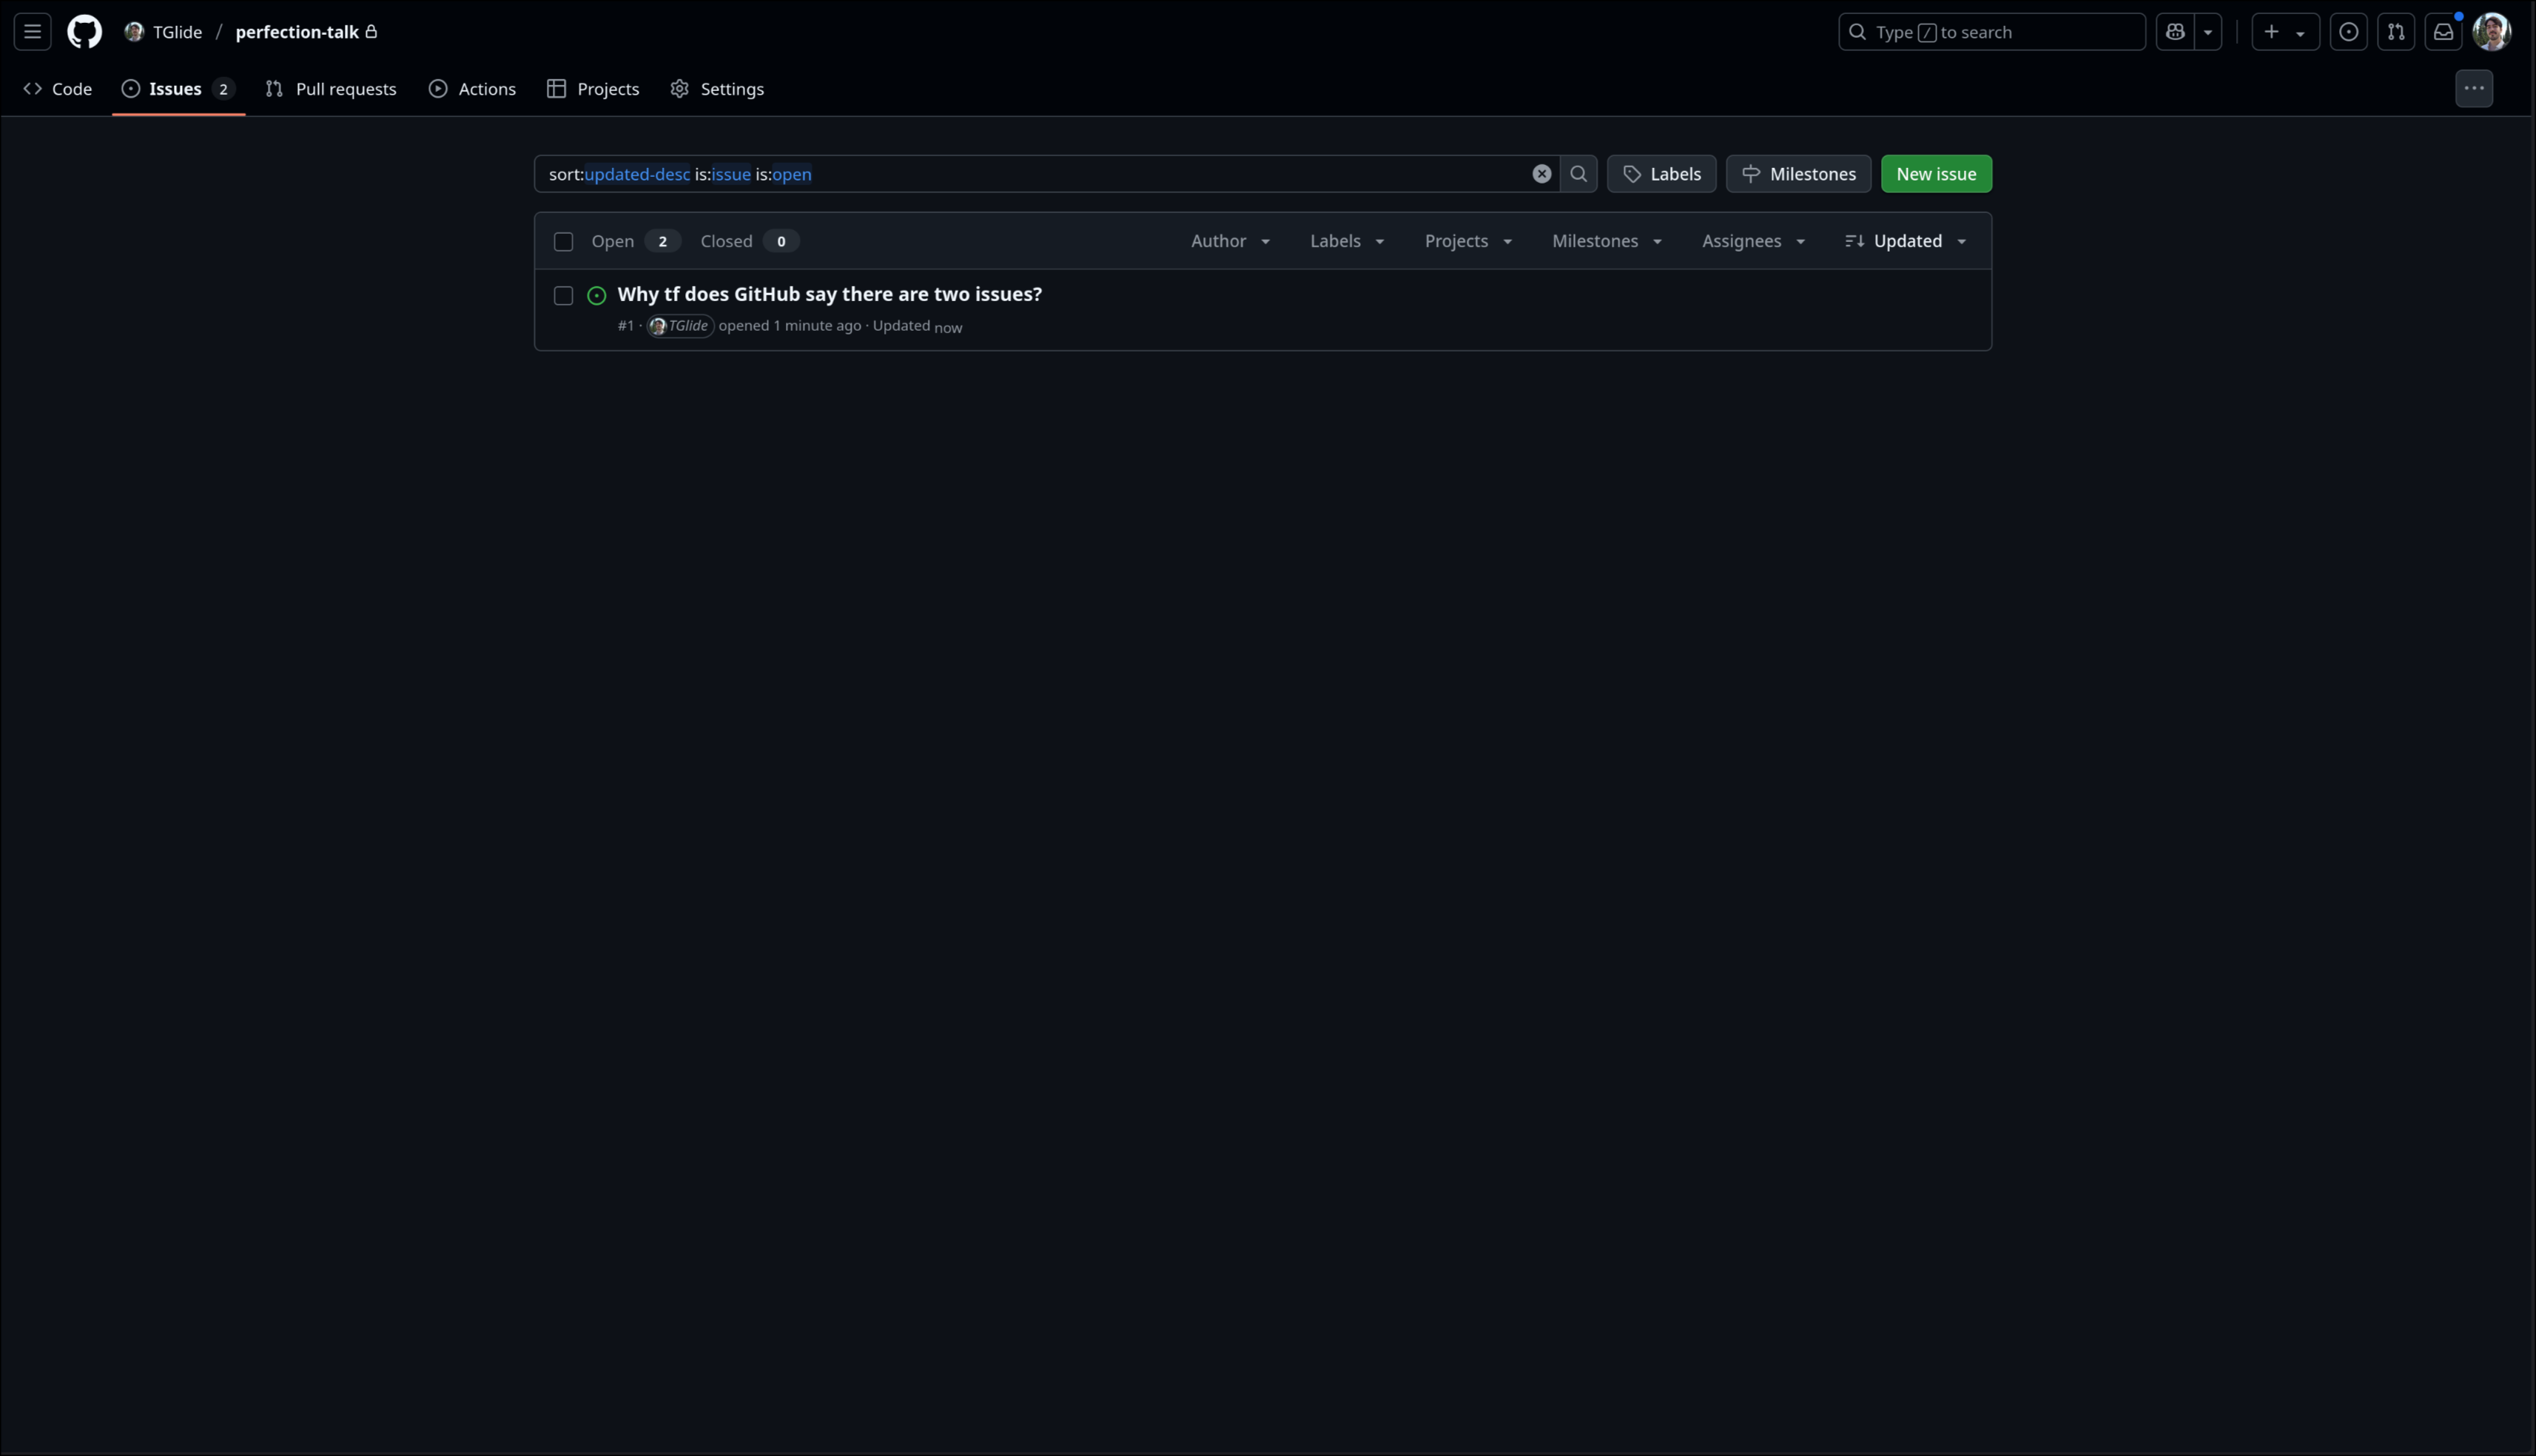 TGlide / perfection-talk
Type / to search
Code Issues 2 Pull requests Actions Projects Settings
sort:updated-desc is:issue is:open
Labels Milestones New issue
Open 2 Closed 0 Author Labels Projects Milestones Assignees Updated
Why tf does GitHub say there are two issues?
#1 · TGlide opened 1 minute ago · Updated now